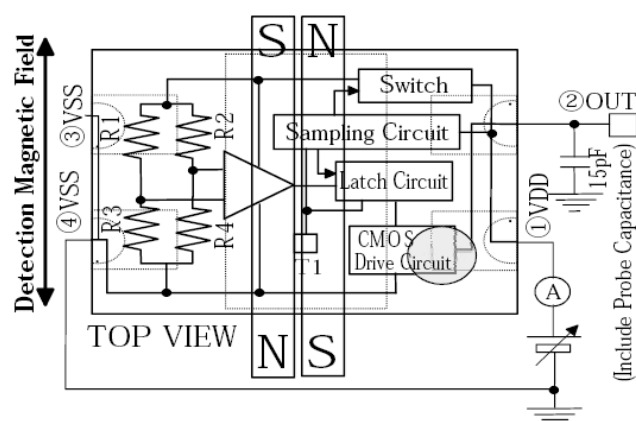 Detection Magnetic Field
S
N
③VSS
④VSS
R1
R2
R3
R4
Switch
Sampling Circuit
Latch Circuit
CMOS
Drive Circuit
T1
②OUT
15pF
(Include Probe Capacitance)
①VDD
A
TOP VIEW
N
S